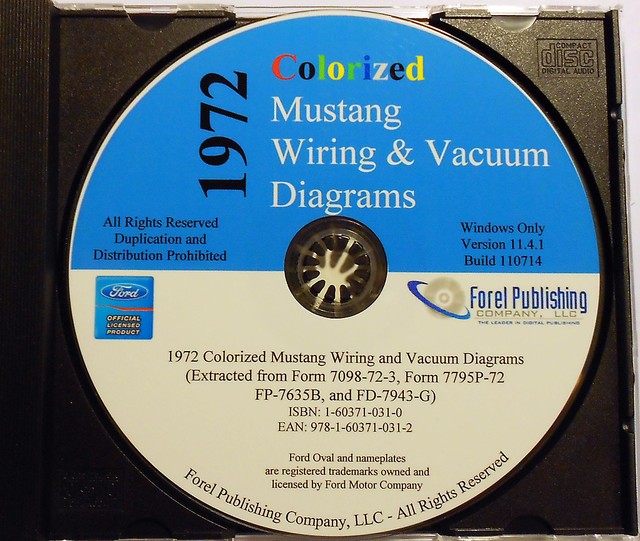 COMPACT
disc
DIGITAL AUDIO
1972
Colorized
Mustang
Wiring & Vacuum
Diagrams
All Rights Reserved
Duplication and
Distribution Prohibited
Windows Only
Version 11.4.1
Build 110714
Ford
OFFICIAL
LICENSED
PRODUCT
Forel Publishing
COMPANY, LLC
THE LEADER IN DIGITAL PUBLISHING
1972 Colorized Mustang Wiring and Vacuum Diagrams
(Extracted from Form 7098-72-3, Form 7795P-72
FP-7635B, and FD-7943-G)
ISBN: 1-60371-031-0
EAN: 978-1-60371-031-2
Ford Oval and nameplates
are registered trademarks owned and
licensed by Ford Motor Company
Forel Publishing Company, LLC - All Rights Reserved